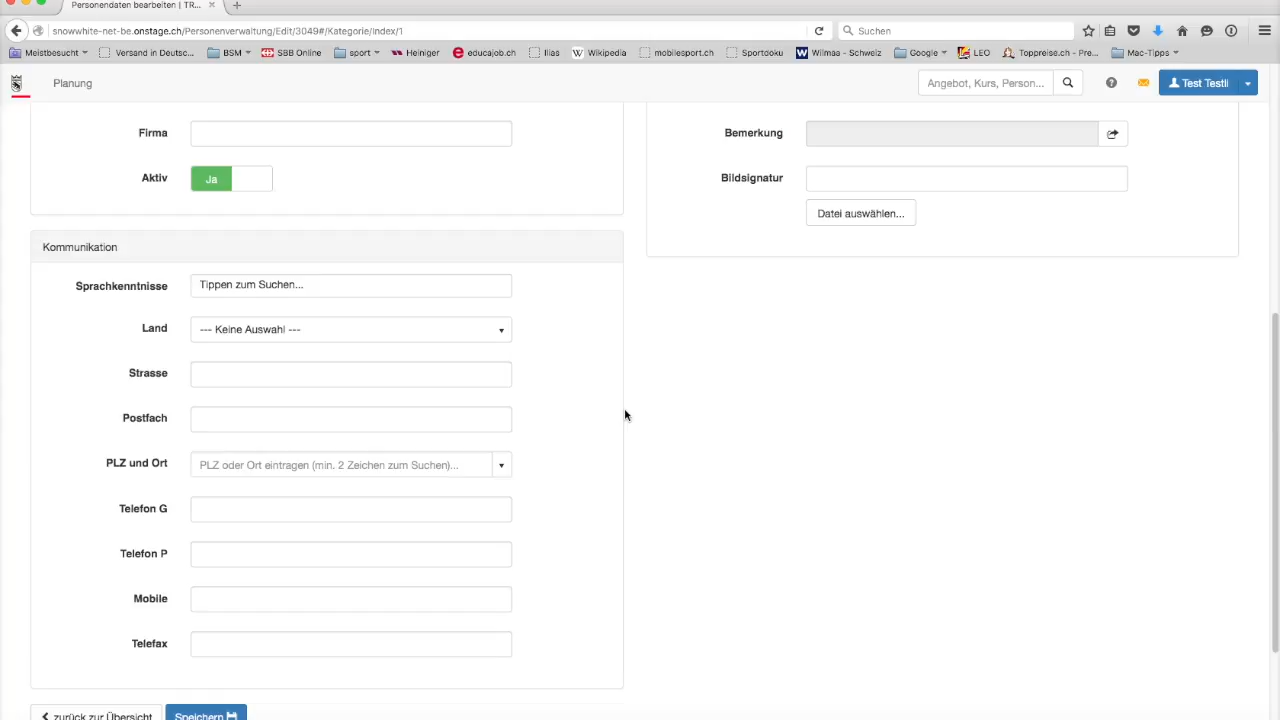 Personendaten bearbeiten | TR...
snowwhite-net-be.onstage.ch/Personenverwaltung/Edit/3049#/Kategorie/Index/1
Suchen
Meistbesucht
Versand in Deutsc...
BSM
SBB Online
sport
Heiniger
educajob.ch
Ilias
Wikipedia
mobilesport.ch
Sportdoku
Wilmaa - Schweiz
Google
LEO
Toppreise.ch - Pre...
Mac-Tipps
Planung
Angebot, Kurs, Person...
Test Testli
Firma
Aktiv
Ja
Bemerkung
Bildsignatur
Datei auswählen...
Kommunikation
Sprachkenntnisse
Tippen zum Suchen...
Land
--- Keine Auswahl ---
Strasse
Postfach
PLZ und Ort
PLZ oder Ort eintragen (min. 2 Zeichen zum Suchen)...
Telefon G
Telefon P
Mobile
Telefax
zurück zur Übersicht
Speichern